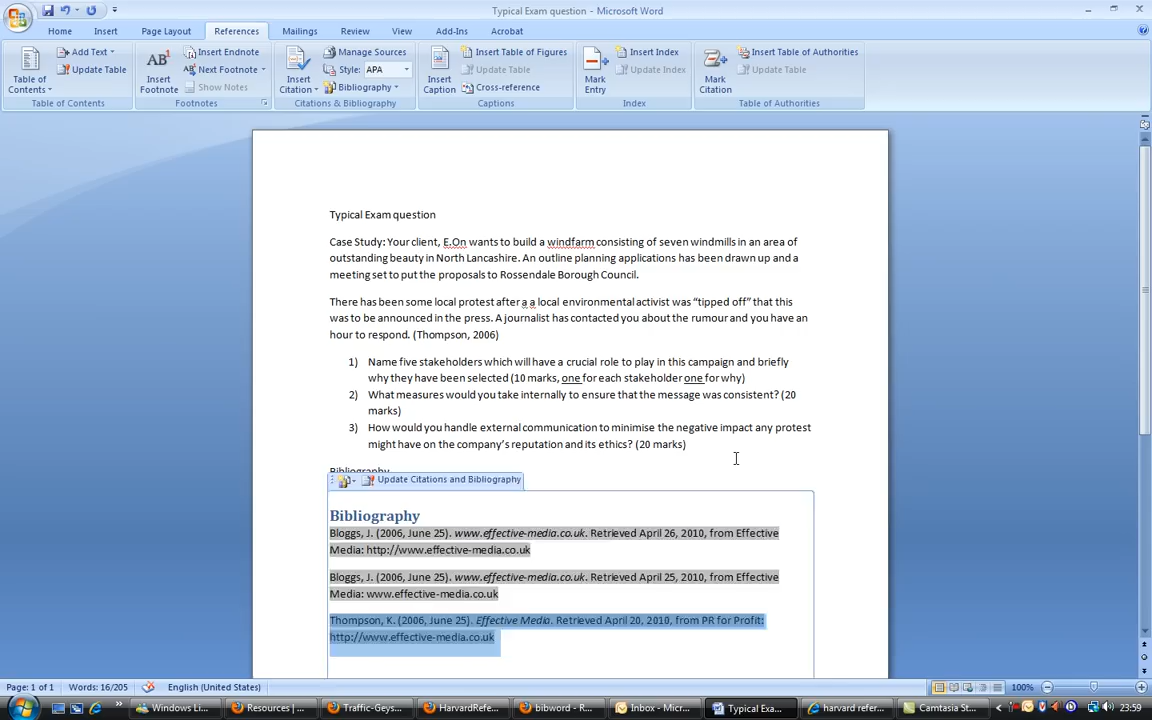 Typical Exam question - Microsoft Word
Home Insert Page Layout References Mailings Review View Add-Ins Acrobat
Table of Contents
Add Text
Update Table
Table of Contents
AB¹ Insert Footnote
Insert Endnote
Next Footnote
Show Notes
Footnotes
Insert Citation
Manage Sources
Style: APA
Bibliography
Citations & Bibliography
Insert Caption
Insert Table of Figures
Update Table
Cross-reference
Captions
Mark Entry
Insert Index
Update Index
Index
Mark Citation
Insert Table of Authorities
Update Table
Table of Authorities
Typical Exam question
Case Study: Your client, E.On wants to build a windfarm consisting of seven windmills in an area of
outstanding beauty in North Lancashire. An outline planning applications has been drawn up and a
meeting set to put the proposals to Rossendale Borough Council.
There has been some local protest after a a local environmental activist was “tipped off” that this
was to be announced in the press. A journalist has contacted you about the rumour and you have an
hour to respond. (Thompson, 2006)
1) Name five stakeholders which will have a crucial role to play in this campaign and briefly
why they have been selected (10 marks, one for each stakeholder one for why)
2) What measures would you take internally to ensure that the message was consistent? (20
marks)
3) How would you handle external communication to minimise the negative impact any protest
might have on the company’s reputation and its ethics? (20 marks)
Bibliography
Update Citations and Bibliography
Bibliography
Bloggs, J. (2006, June 25). www.effective-media.co.uk. Retrieved April 26, 2010, from Effective
Media: http://www.effective-media.co.uk
Bloggs, J. (2006, June 25). www.effective-media.co.uk. Retrieved April 25, 2010, from Effective
Media: www.effective-media.co.uk
Thompson, K. (2006, June 25). Effective Media. Retrieved April 20, 2010, from PR for Profit:
http://www.effective-media.co.uk
Page: 1 of 1 Words: 16/205 English (United States) 100%
Windows Li... Resources |... Traffic-Geys... HarvardRefe... bibword - R... Inbox - Micr... Typical Exa... harvard refer... Camtasia St... 23:59